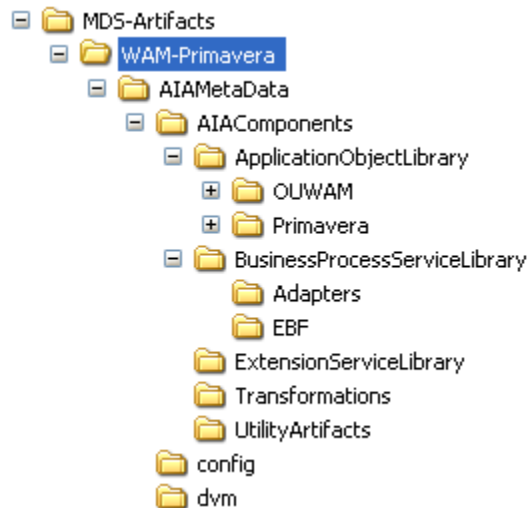 MDS-Artifacts
WAM-Primavera
AIAMetaData
AIAComponents
ApplicationObjectLibrary
OUWAM
Primavera
BusinessProcessServiceLibrary
Adapters
EBF
ExtensionServiceLibrary
Transformations
UtilityArtifacts
config
dvm